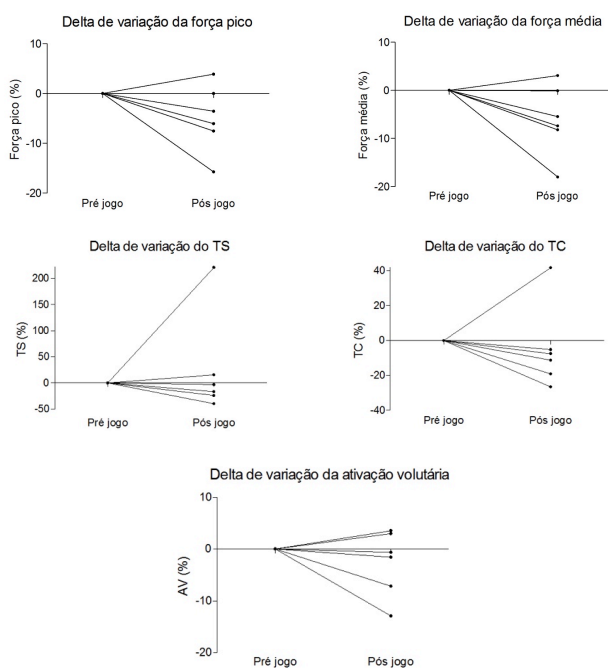 Delta de variação da força pico
10
0
-10
-20
Força pico (%)
Pré jogo Pós jogo
Delta de variação da força média
10
0
-10
-20
Força média (%)
Pré jogo Pós jogo
Delta de variação do TS
200
150
100
50
0
-50
TS (%)
Pré jogo Pós jogo
Delta de variação do TC
40
20
0
-20
-40
TC (%)
Pré jogo Pós jogo
Delta de variação da ativação volutária
10
0
-10
-20
AV (%)
Pré jogo Pós jogo